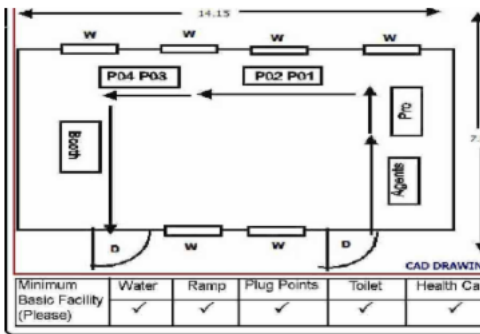 14.15
W W W W
P04 P03 P02 P01
Pro
Booth
Agents
D W W D
CAD DRAWIN
Minimum Basic Facility (Please) Water Ramp Plug Points Toilet Health Ca
✓ ✓ ✓ ✓ ✓